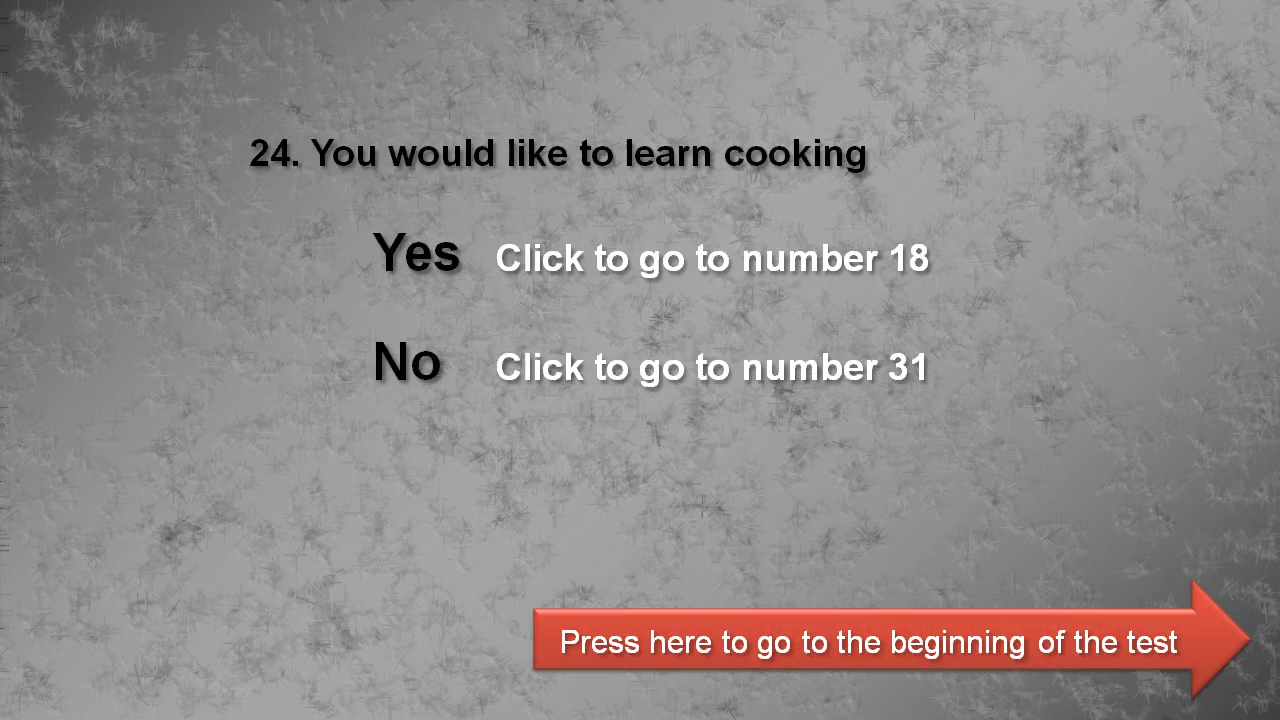 24. You would like to learn cooking
Yes Click to go to number 18
No Click to go to number 31
Press here to go to the beginning of the test